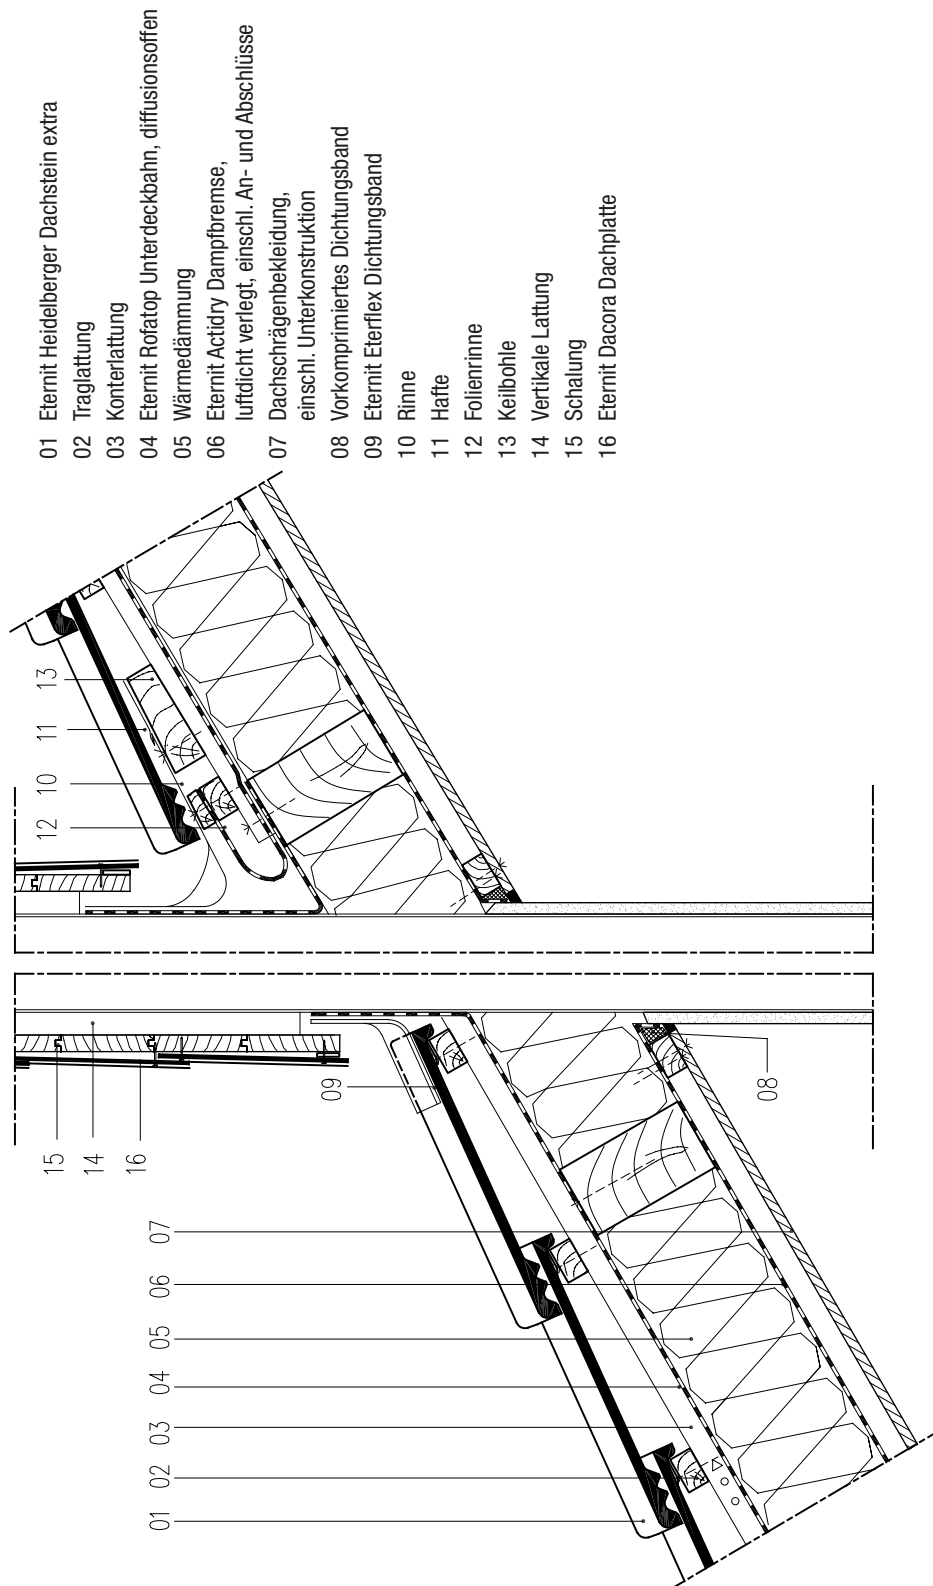 01 Eternit Heidelberger Dachstein extra
02 Traglattung
03 Konterlattung
04 Eternit Rofatop Unterdeckbahn, diffusionsoffen
05 Wärmedämmung
06 Eternit Actidry Dampfbremse,
luftdicht verlegt, einschl. An- und Abschlüsse
07 Dachschrägenbekleidung,
einschl. Unterkonstruktion
08 Vorkomprimiertes Dichtungsband
09 Eternit Eterflex Dichtungsband
10 Rinne
11 Hafte
12 Folienrinne
13 Keilbohle
14 Vertikale Lattung
15 Schalung
16 Eternit Dacora Dachplatte
12
10
11
13
15
14
16
09
08
01
02
03
04
05
06
07